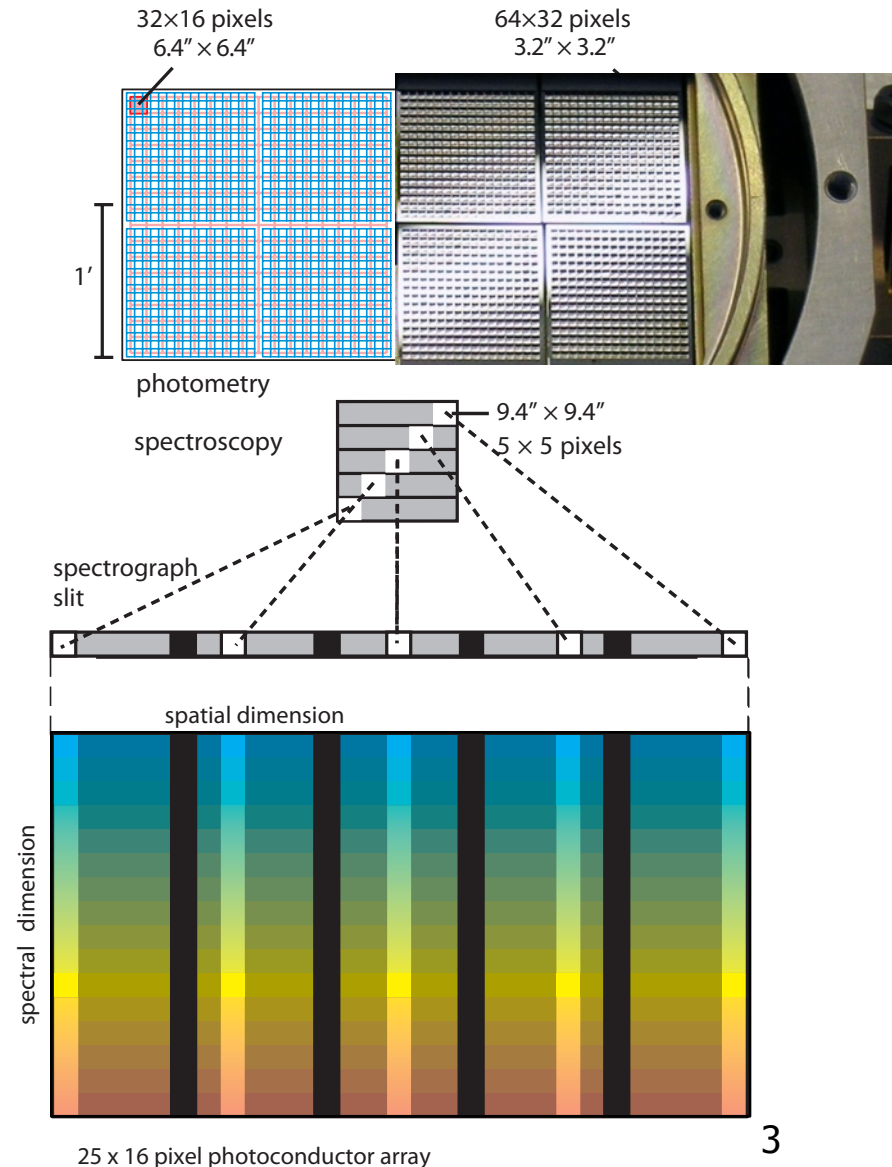 32×16 pixels
6.4” × 6.4”
64×32 pixels
3.2” × 3.2”
1’
photometry
spectroscopy
9.4” × 9.4”
5 × 5 pixels
spectrograph
slit
spatial dimension
spectral dimension
25 x 16 pixel photoconductor array
3